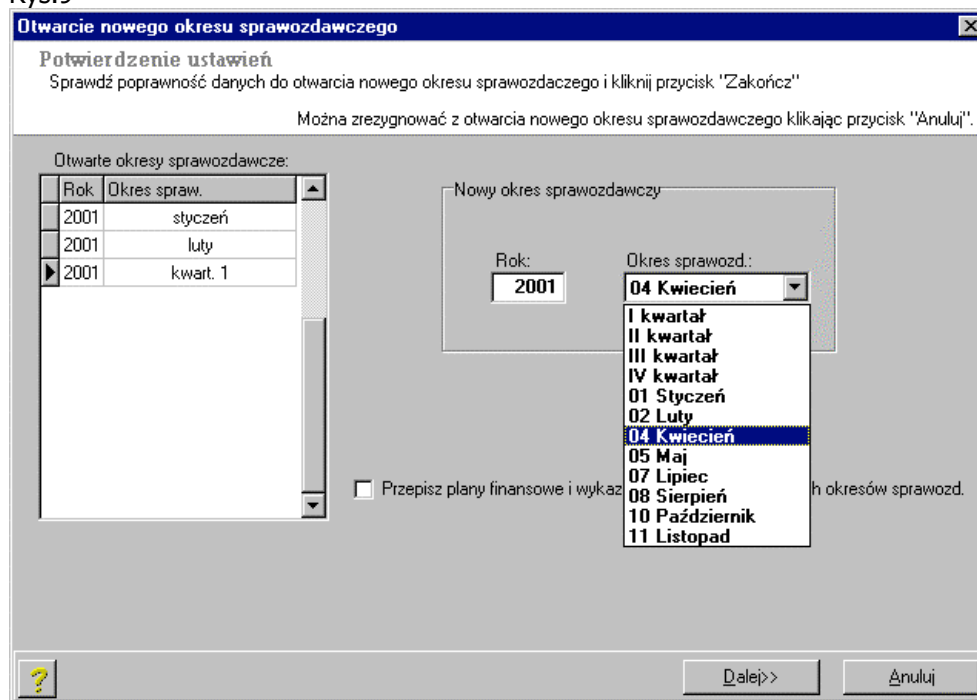 Rys.9
Otwarcie nowego okresu sprawozdawczego
Potwierdzenie ustawień
Sprawdź poprawność danych do otwarcia nowego okresu sprawozdaczego i kliknij przycisk "Zakończ"
Można zrezygnować z otwarcia nowego okresu sprawozdawczego klikając przycisk "Anuluj".
Otwarte okresy sprawozdawcze:
Rok Okres spraw.
2001 styczeń
2001 luty
2001 kwart. 1
Nowy okres sprawozdawczy
Rok: Okres sprawozd.:
2001 04 Kwiecień
I kwartał
II kwartał
III kwartał
IV kwartał
01 Styczeń
02 Luty
04 Kwiecień
05 Maj
07 Lipiec
08 Sierpień
10 Październik
11 Listopad
Przepisz plany finansowe i wykaz h okresów sprawozd.
?
Dalej>> Anuluj